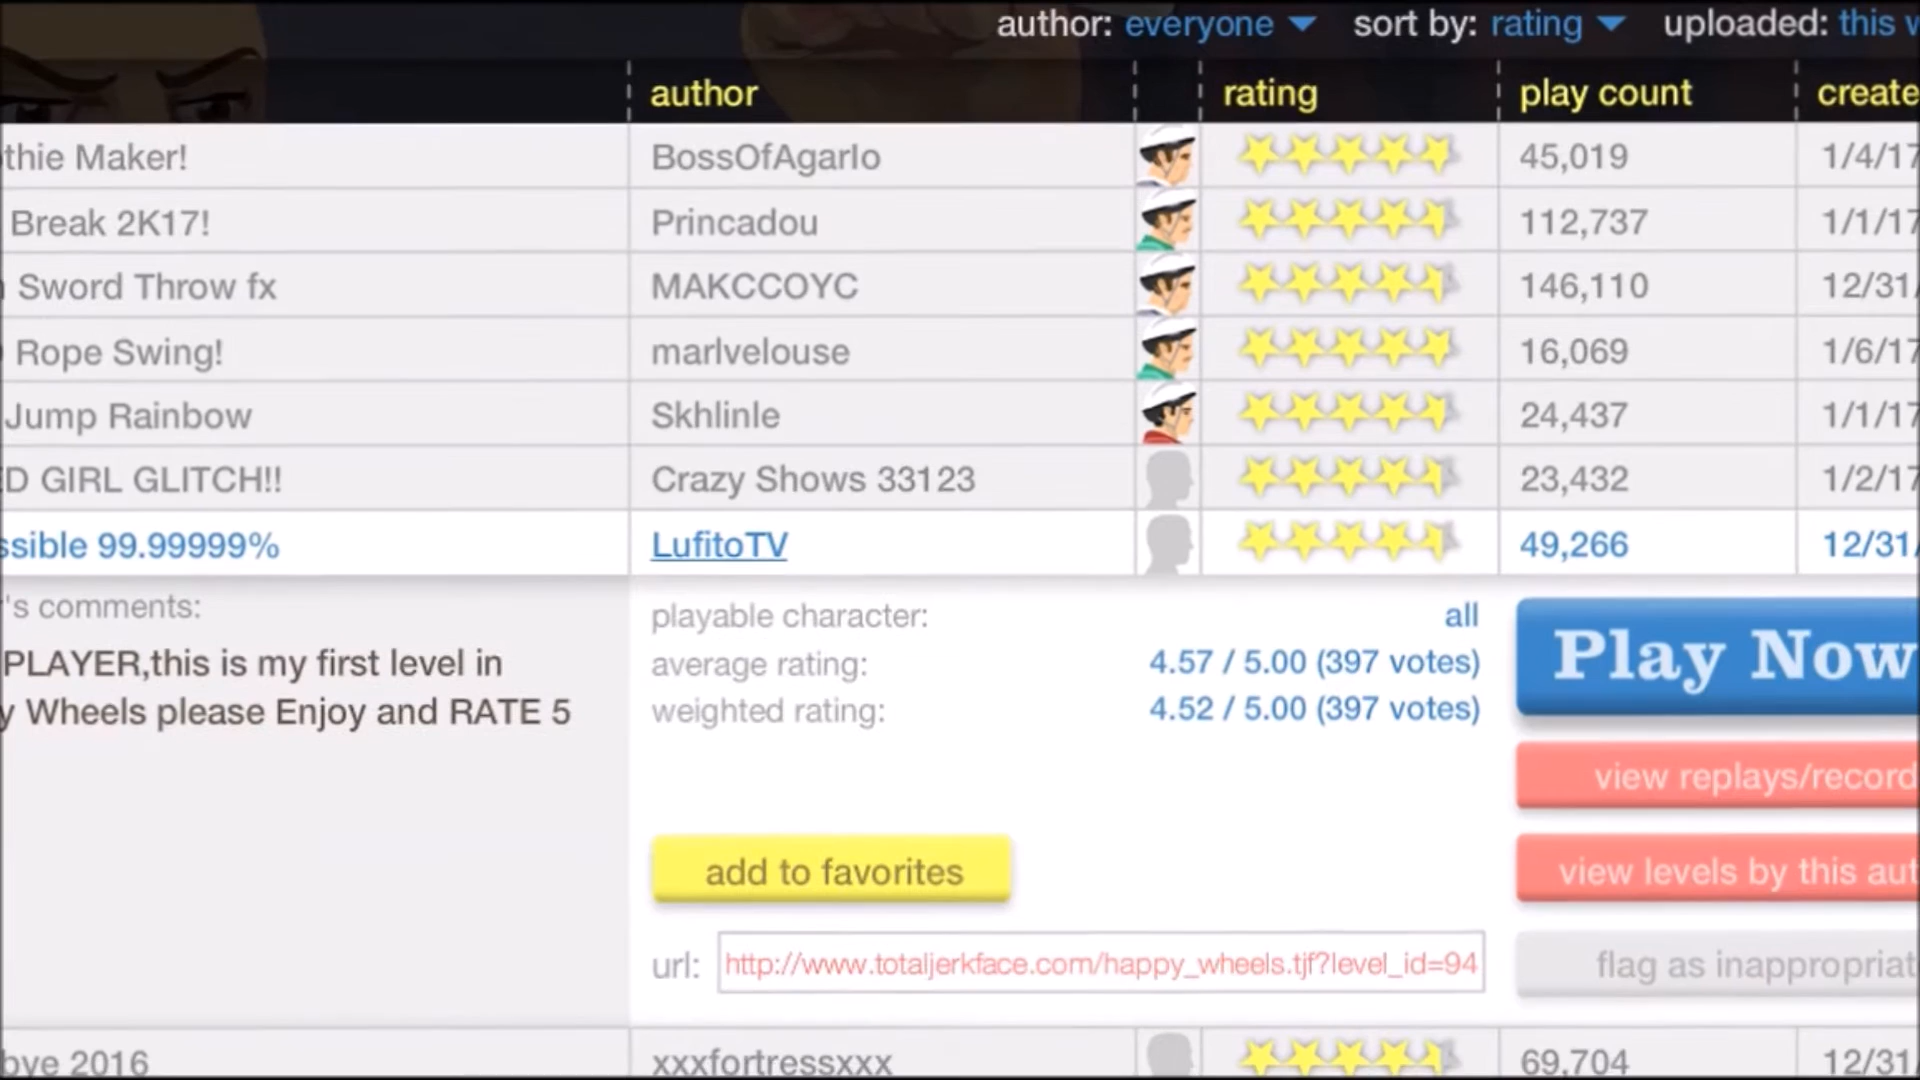 author: everyone sort by: rating uploaded: this
author rating play count create
thie Maker! BossOfAgarIo 45,019 1/4/17
Break 2K17! Princadou 112,737 1/1/17
Sword Throw fx MAKCCOYC 146,110 12/31/
Rope Swing! marlvelouse 16,069 1/6/17
Jump Rainbow Skhlinle 24,437 1/1/17
ED GIRL GLITCH!! Crazy Shows 33123 23,432 1/2/17
ssible 99.99999% LufitoTV 49,266 12/31/
r's comments:
PLAYER,this is my first level in
y Wheels please Enjoy and RATE 5
playable character: all
average rating: 4.57 / 5.00 (397 votes)
weighted rating: 4.52 / 5.00 (397 votes)
Play Now
view replays/record
add to favorites
view levels by this aut
url: http://www.totaljerkface.com/happy_wheels.tjf?level_id=94
flag as inappropriat
bye 2016 xxxfortressxxx 69,704 12/31/